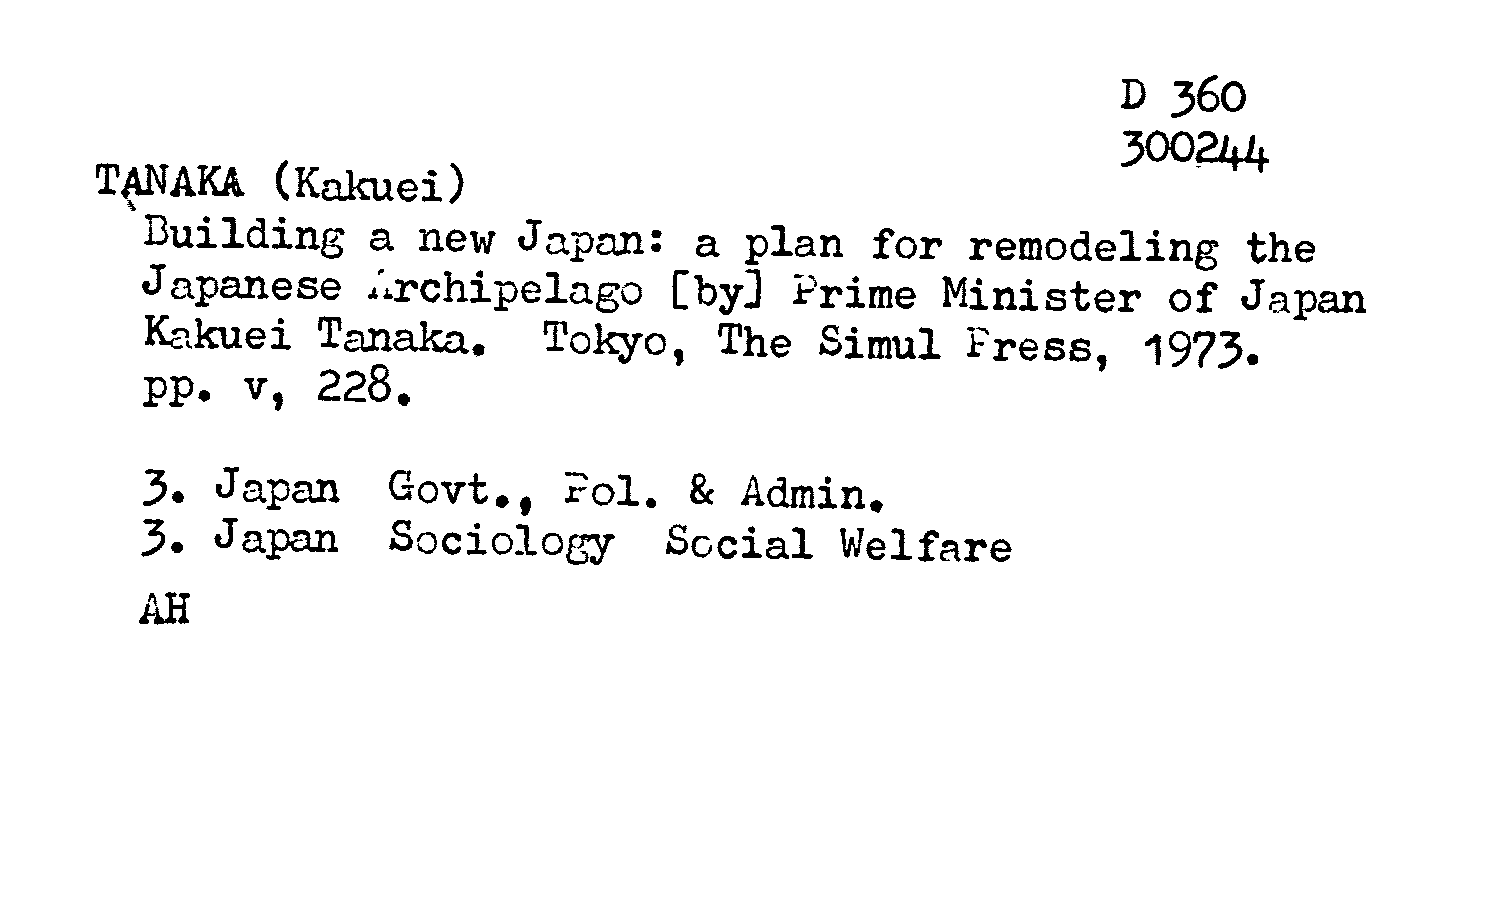 D 360
300244
TANAKA (Kakuei)
Building a new Japan: a plan for remodeling the
Japanese Archipelago [by] Prime Minister of Japan
Kakuei Tanaka. Tokyo, The Simul Press, 1973.
pp. v, 228.
3. Japan Govt., Pol. & Admin.
3. Japan Sociology Social Welfare
AH